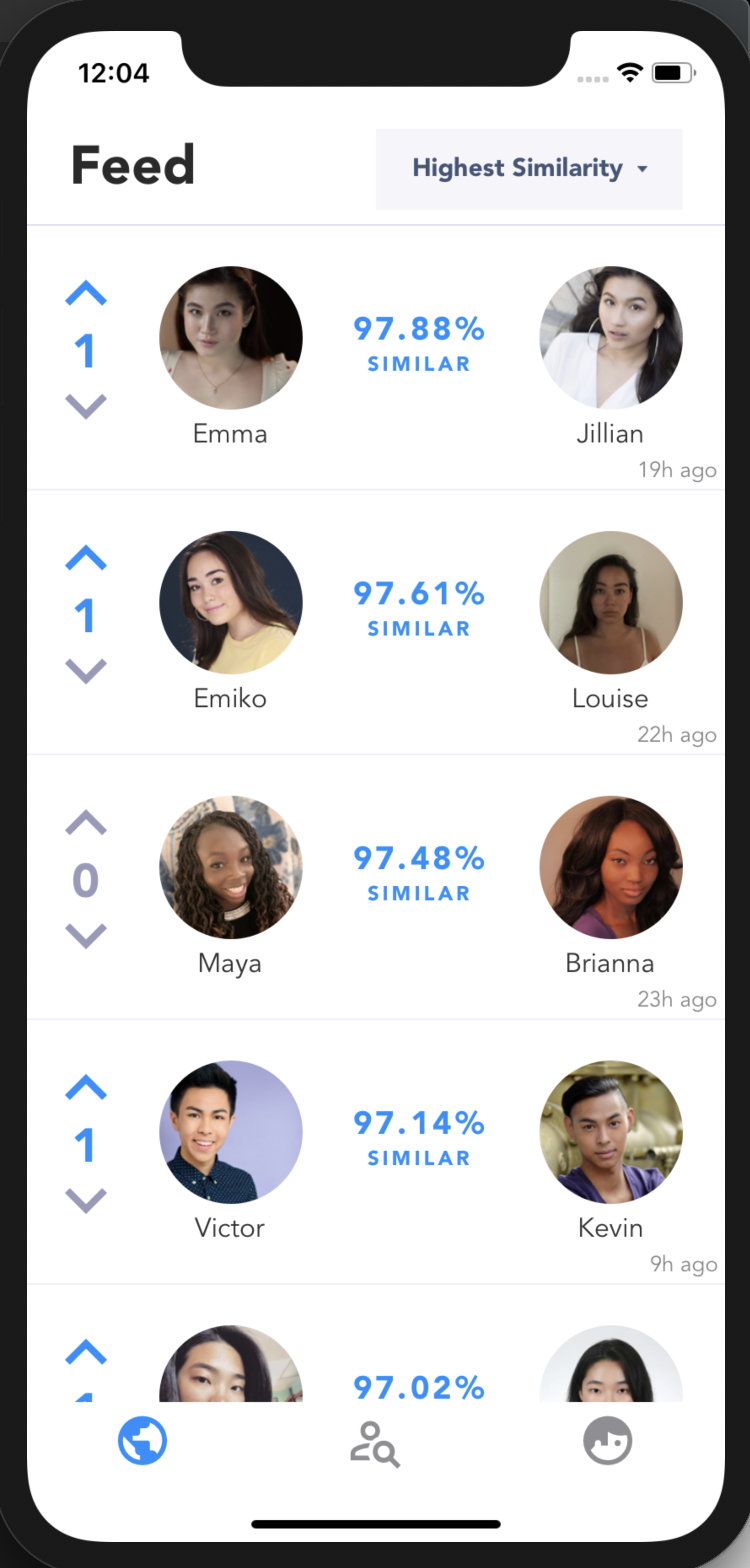 12:04
Feed
Highest Similarity
1
97.88%
SIMILAR
Emma
Jillian
19h ago
1
97.61%
SIMILAR
Emiko
Louise
22h ago
0
97.48%
SIMILAR
Maya
Brianna
23h ago
1
97.14%
SIMILAR
Victor
Kevin
9h ago
1
97.02%